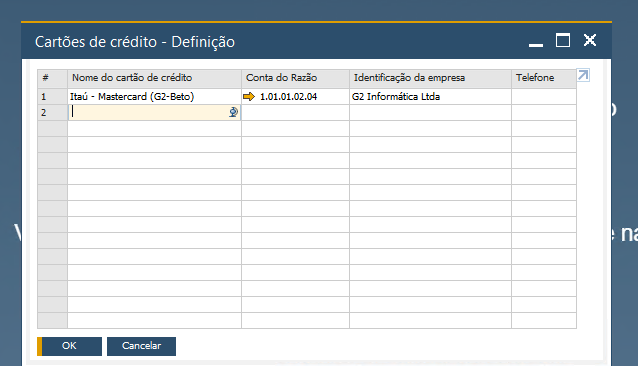 Cartões de crédito - Definição
# Nome do cartão de crédito Conta do Razão Identificação da empresa Telefone
1 Itaú - Mastercard (G2-Beto) 1.01.01.02.04 G2 Informática Ltda
2
OK Cancelar